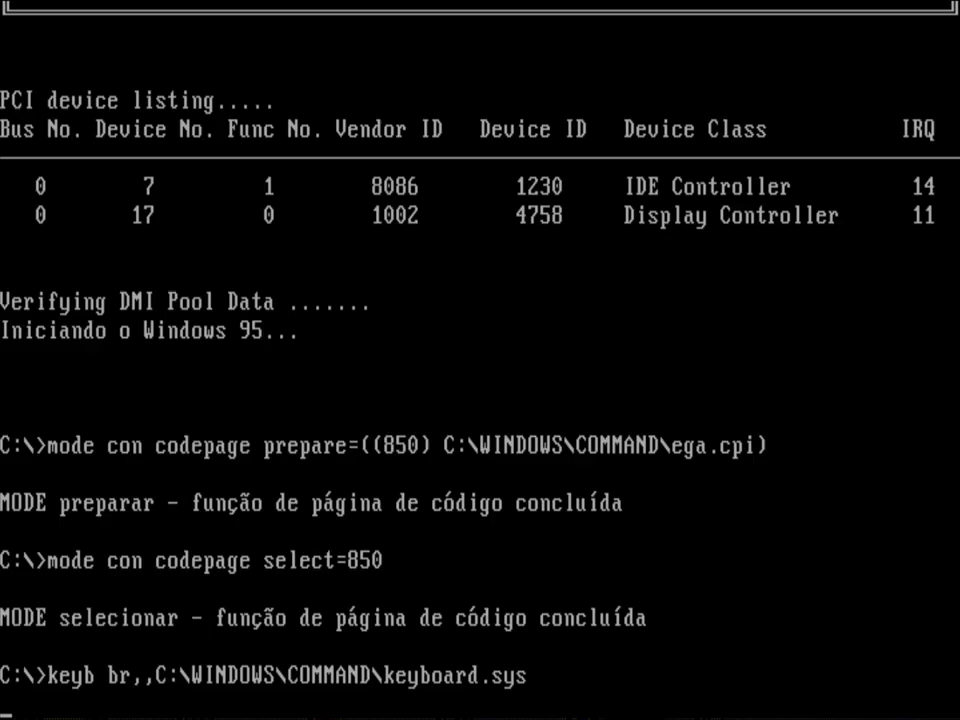 PCI device listing.....
Bus No. Device No. Func No. Vendor ID Device ID Device Class IRQ
0 7 1 8086 1230 IDE Controller 14
0 17 0 1002 4758 Display Controller 11
Verifying DMI Pool Data .......
Iniciando o Windows 95...
C:\>mode con codepage prepare=((850) C:\WINDOWS\COMMAND\ega.cpi)
MODE preparar - função de página de código concluída
C:\>mode con codepage select=850
MODE selecionar - função de página de código concluída
C:\>keyb br,,C:\WINDOWS\COMMAND\keyboard.sys